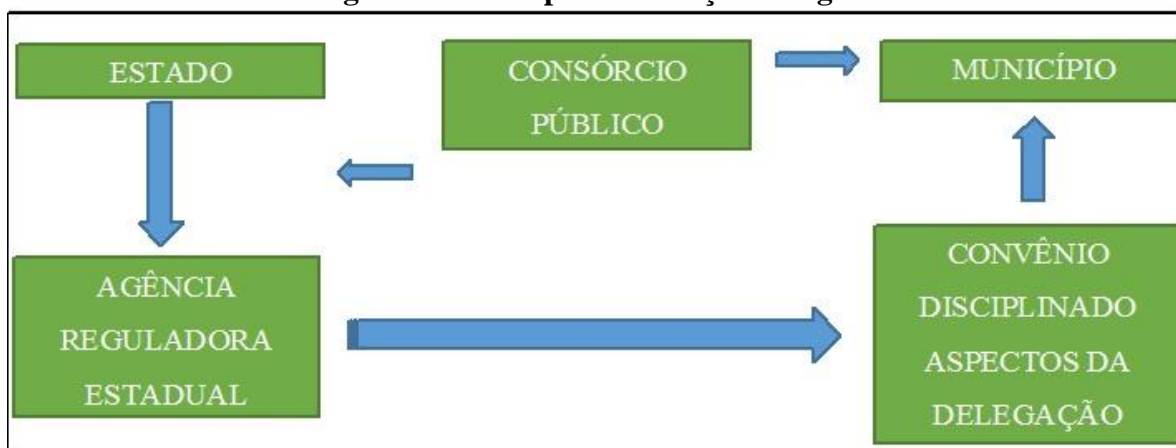 ESTADO
CONSÓRCIO
PÚBLICO
MUNICÍPIO
AGÊNCIA
REGULADORA
ESTADUAL
CONVÊNIO
DISCIPLINADO
ASPECTOS DA
DELEGAÇÃO